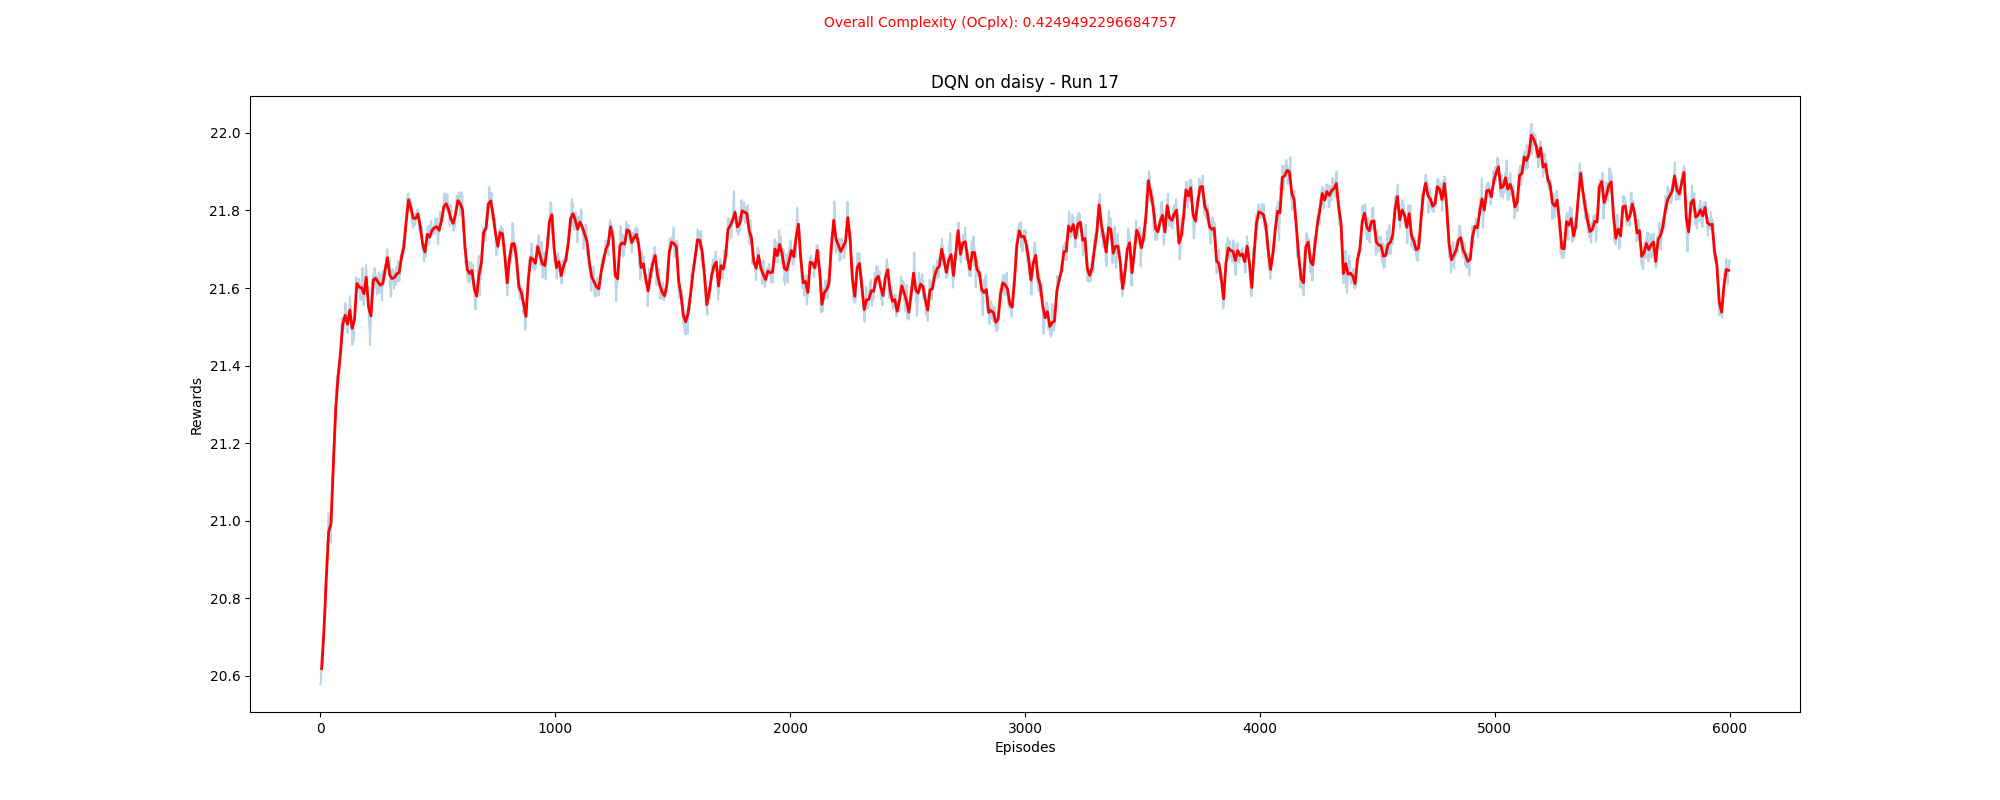 Overall Complexity (OCplx): 0.4249492296684757
DQN on daisy - Run 17
22.0
21.8
21.6
21.4
21.2
21.0
20.8
20.6
Rewards
0 1000 2000 3000 4000 5000 6000
Episodes